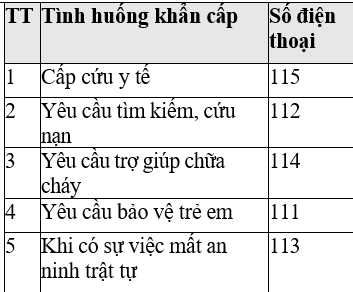 TT Tình huống khẩn cấp Số điện
thoại
1 Cấp cứu y tế 115
2 Yêu cầu tìm kiếm, cứu 112
nạn
3 Yêu cầu trợ giúp chữa 114
cháy
4 Yêu cầu bảo vệ trẻ em 111
5 Khi có sự việc mất an 113
ninh trật tự